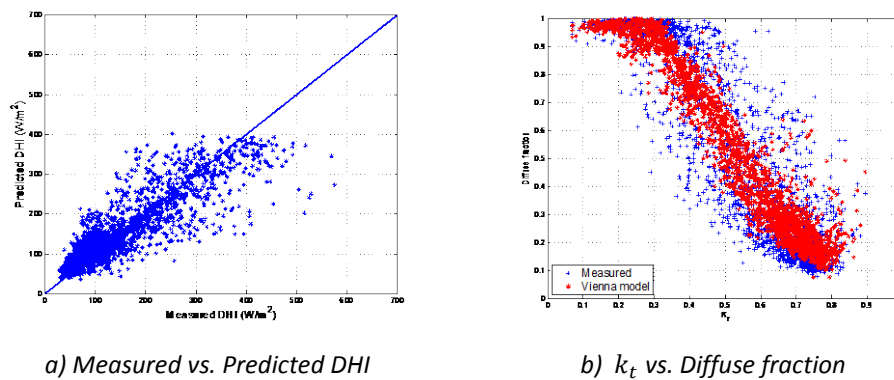 700
600
500
400
300
200
100
0
Predicted DHI (W/m²)
0 100 200 300 400 500 600 700
Measured DHI (W/m²)
1
0.9
0.8
0.7
0.6
0.5
0.4
0.3
0.2
0.1
0
Diffuse fraction
Measured
Vienna model
0 0.1 0.2 0.3 0.4 0.5 0.6 0.7 0.8 0.9
K_T
a) Measured vs. Predicted DHI
b) k_t vs. Diffuse fraction